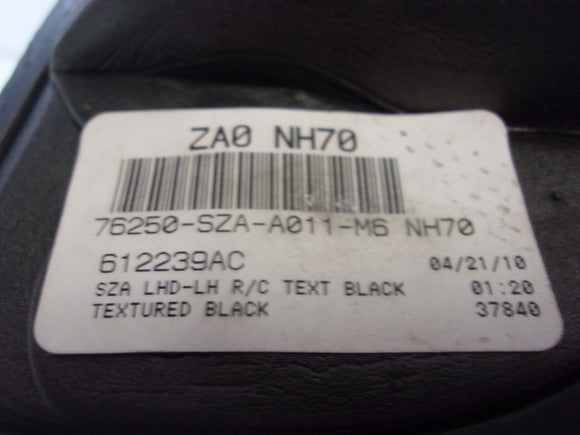 ZA0 NH70
76250-SZA-A011-M6 NH70
612239AC 04/21/10
SZA LHD-LH R/C TEXT BLACK 01:20
TEXTURED BLACK 37840